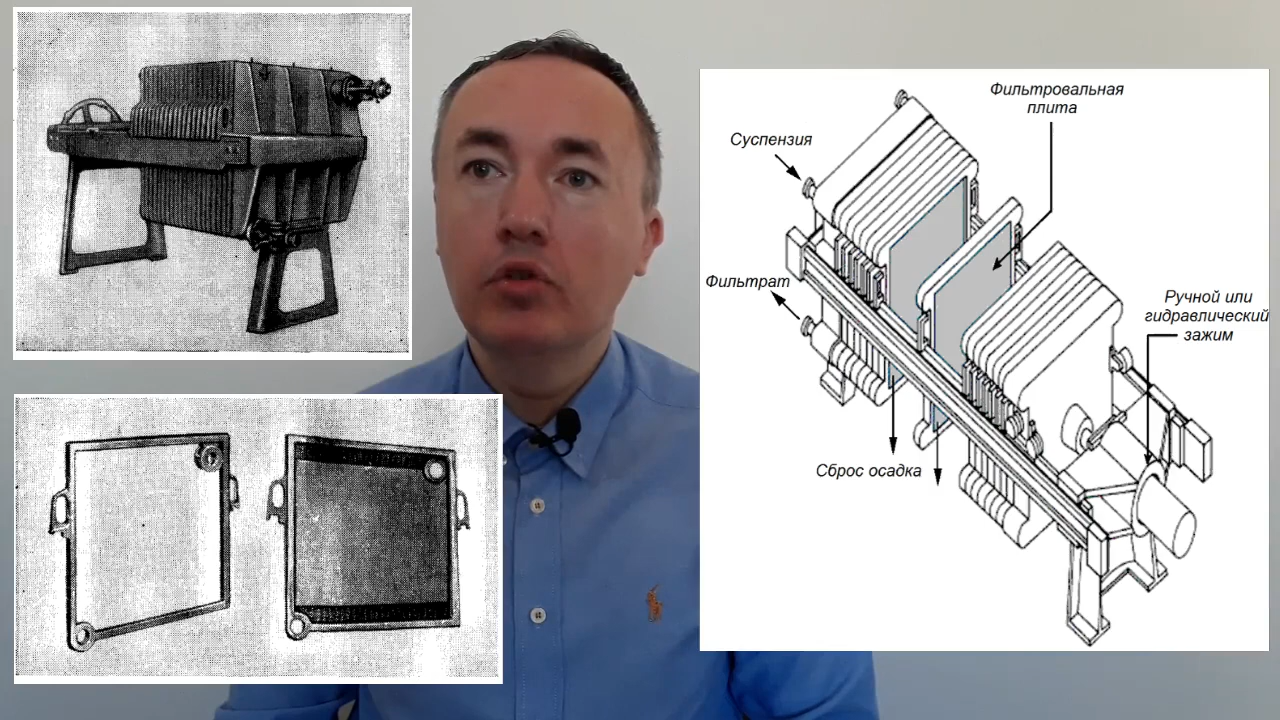 Фильтровальная
плита
Суспензия
Фильтрат
Ручной или
гидравлический
зажим
Сброс осадка